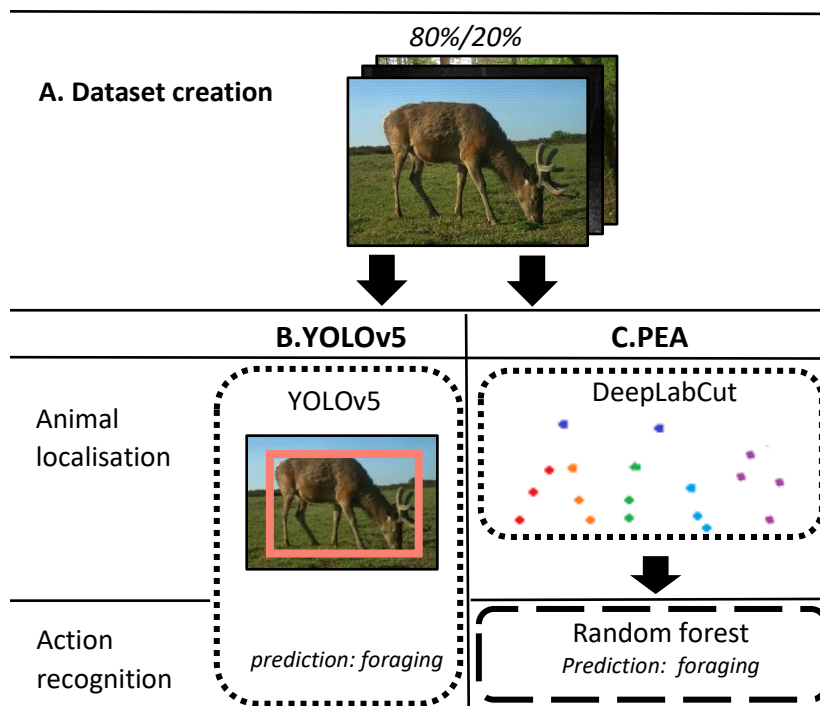 80%/20%
A. Dataset creation
B.YOLOv5
C.PEA
Animal
localisation
YOLOv5
DeepLabCut
Action
recognition
prediction: foraging
Random forest
Prediction: foraging